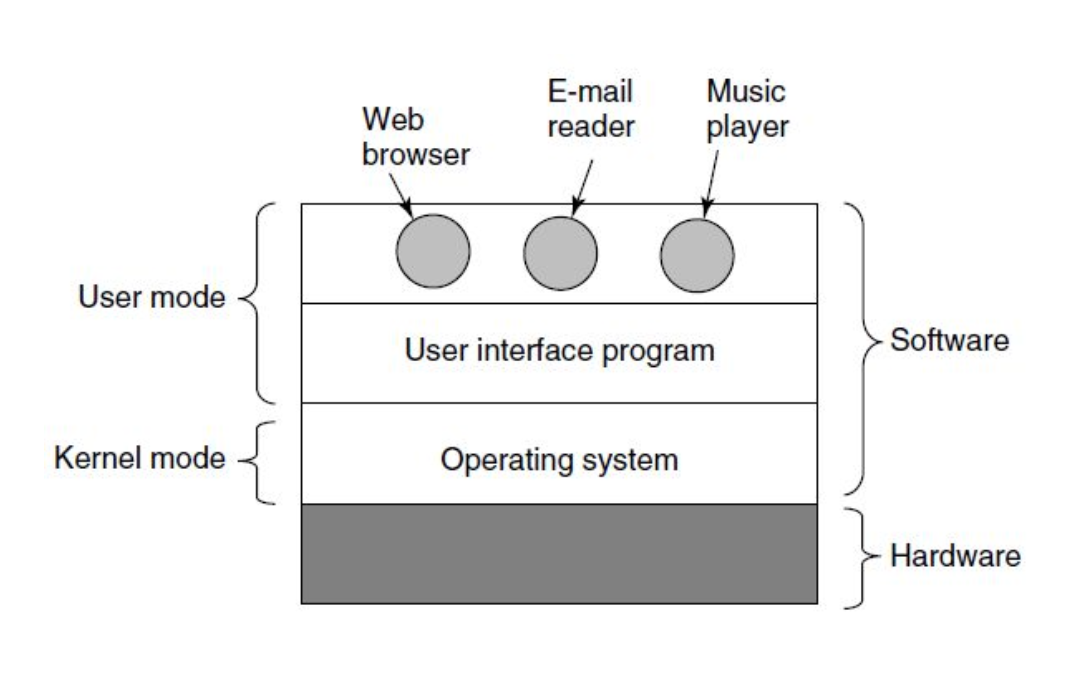 Web
browser
E-mail
reader
Music
player
User mode
User interface program
Software
Kernel mode
Operating system
Hardware